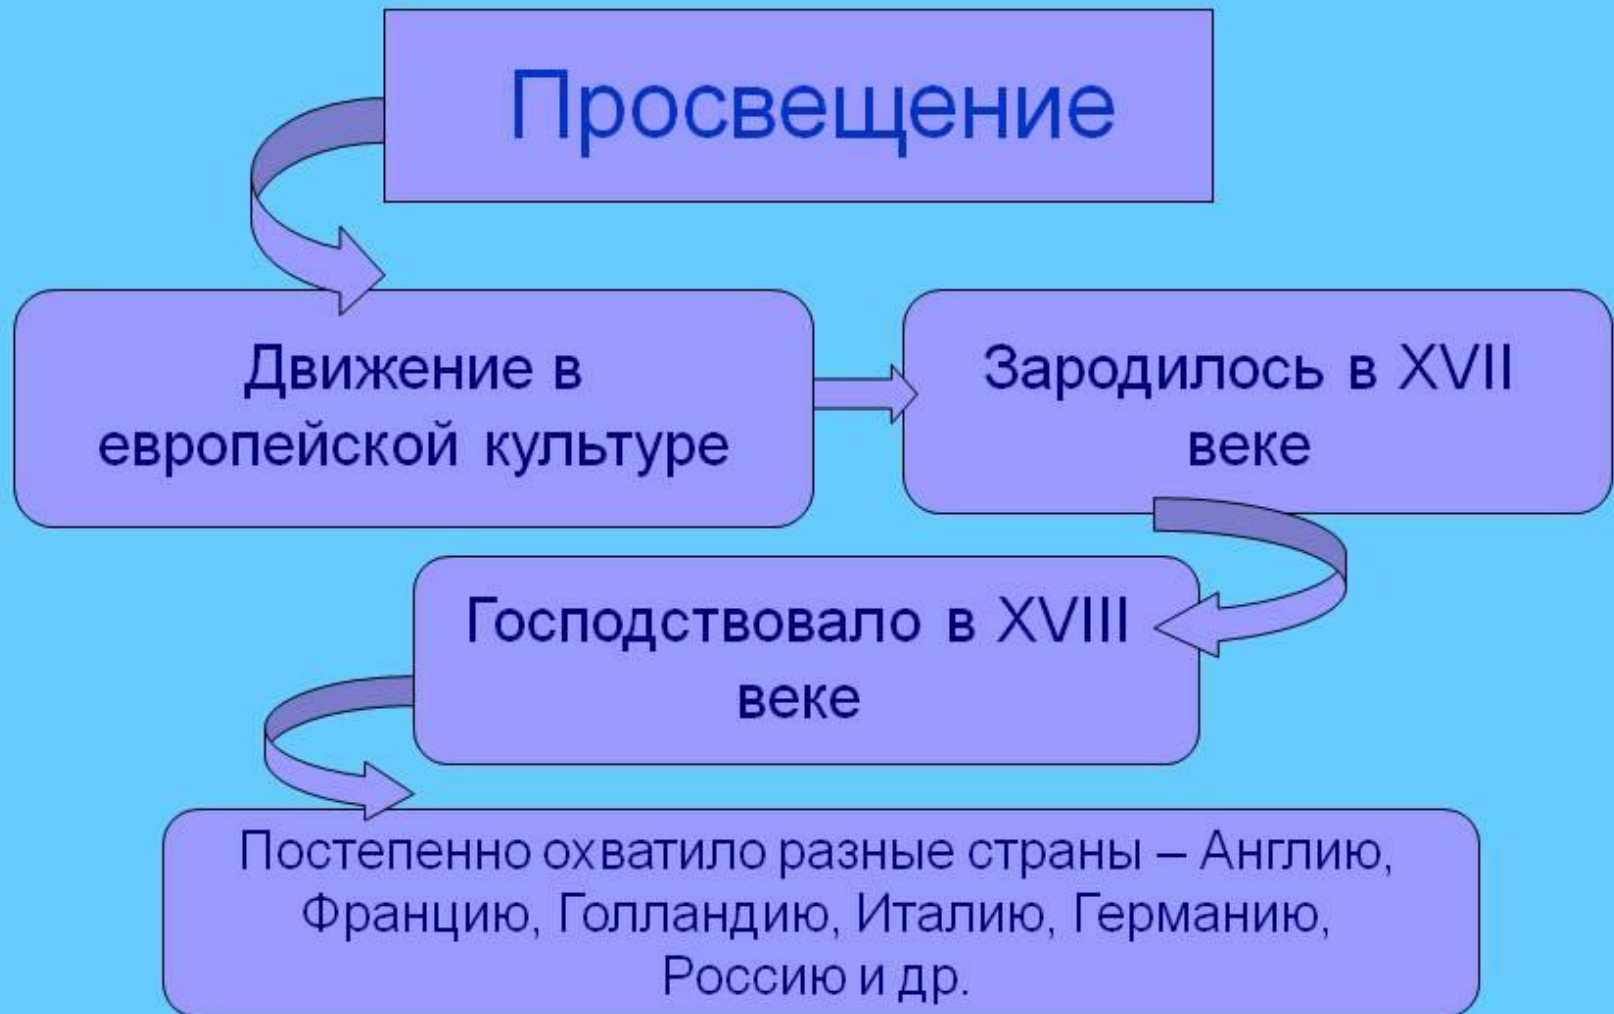 Просвещение
Движение в
европейской культуре
Зародилось в XVII
веке
Господствовало в XVIII
веке
Постепенно охватило разные страны – Англию,
Францию, Голландию, Италию, Германию,
Россию и др.